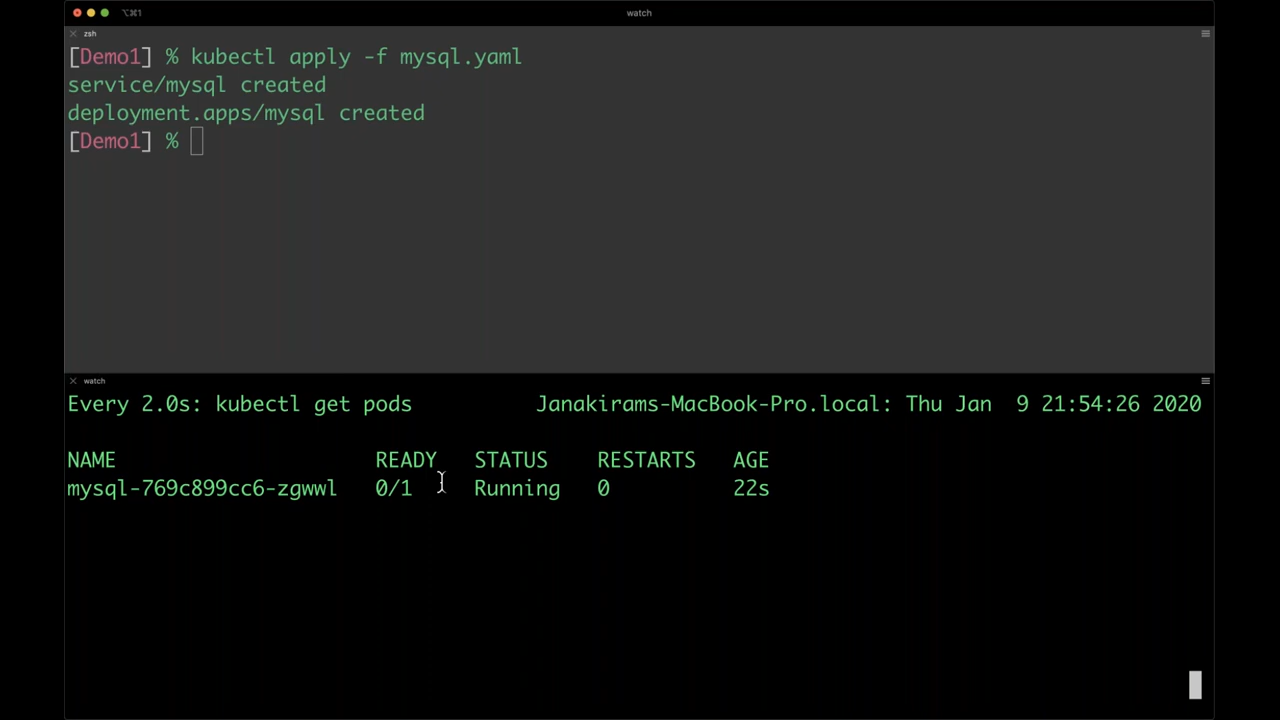 ⌥⌘1
watch
zsh
[Demo1] % kubectl apply -f mysql.yaml
service/mysql created
deployment.apps/mysql created
[Demo1] %
watch
Every 2.0s: kubectl get pods Janakirams-MacBook-Pro.local: Thu Jan 9 21:54:26 2020
NAME READY STATUS RESTARTS AGE
mysql-769c899cc6-zgwwl 0/1 Running 0 22s